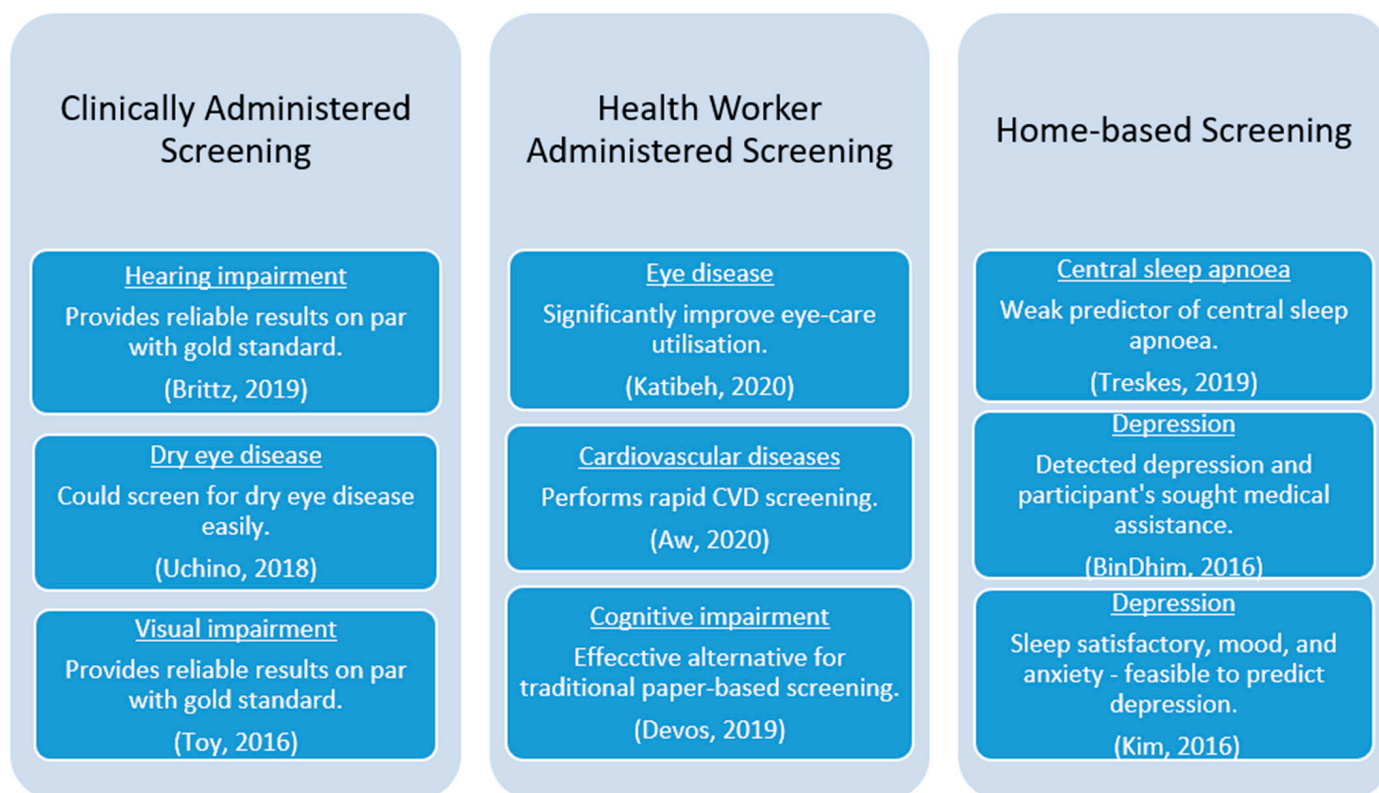 Clinically Administered
Screening
Hearing impairment
Provides reliable results on par
with gold standard.
(Brittz, 2019)
Dry eye disease
Could screen for dry eye disease
easily.
(Uchino, 2018)
Visual impairment
Provides reliable results on par
with gold standard.
(Toy, 2016)
Health Worker
Administered Screening
Eye disease
Significantly improve eye-care
utilisation.
(Katibeh, 2020)
Cardiovascular diseases
Performs rapid CVD screening.
(Aw, 2020)
Cognitive impairment
Effecctive alternative for
traditional paper-based screening.
(Devos, 2019)
Home-based Screening
Central sleep apnoea
Weak predictor of central sleep
apnoea.
(Treskes, 2019)
Depression
Detected depression and
participant's sought medical
assistance.
(BinDhim, 2016)
Depression
Sleep satisfactory, mood, and
anxiety - feasible to predict
depression.
(Kim, 2016)